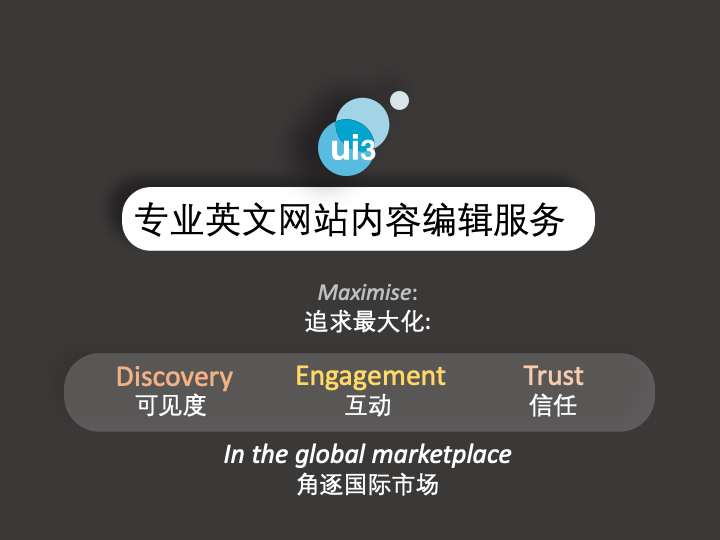 ui3
专业英文网站内容编辑服务
Maximise:
追求最大化:
Discovery Engagement Trust
可见度 互动 信任
In the global marketplace
角逐国际市场